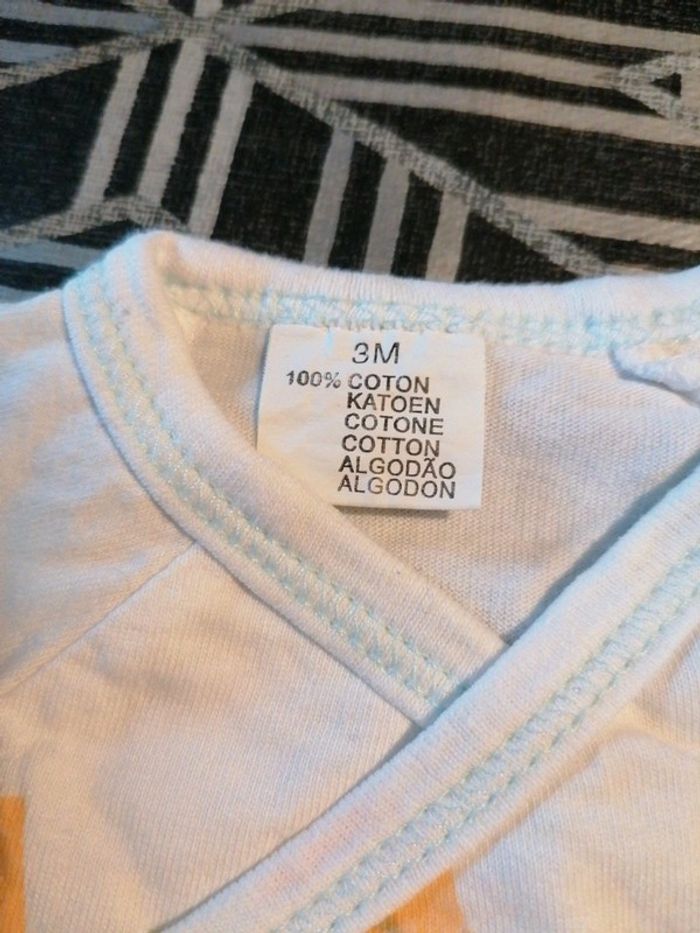 3M
100% COTON
KATOEN
COTONE
COTTON
ALGODÃO
ALGODON